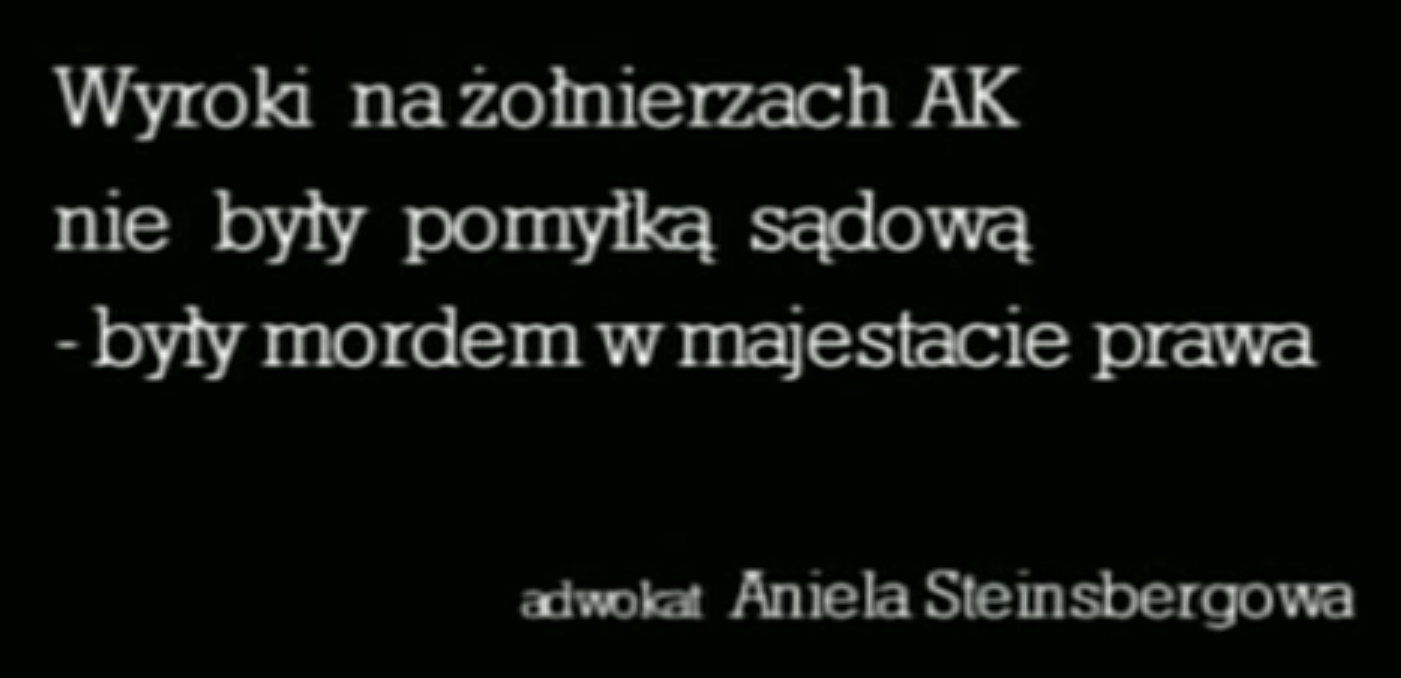 Wyroki na żołnierzach AK
nie były pomyłką sądową
- były mordem w majestacie prawa
adwokat Aniela Steinsbergowa